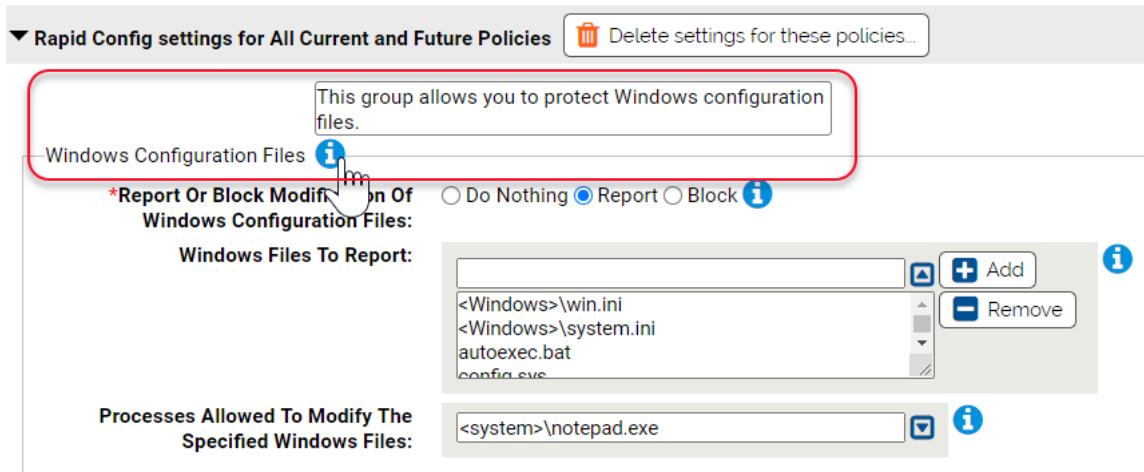 Rapid Config settings for All Current and Future Policies
Delete settings for these policies...
This group allows you to protect Windows configuration
files.
Windows Configuration Files
*Report Or Block Modifi on Of
Windows Configuration Files:
Do Nothing
Report
Block
Windows Files To Report:
Add
<Windows>\win.ini
<Windows>\system.ini
autoexec.bat
config.sys
Remove
Processes Allowed To Modify The
Specified Windows Files:
<system>\notepad.exe